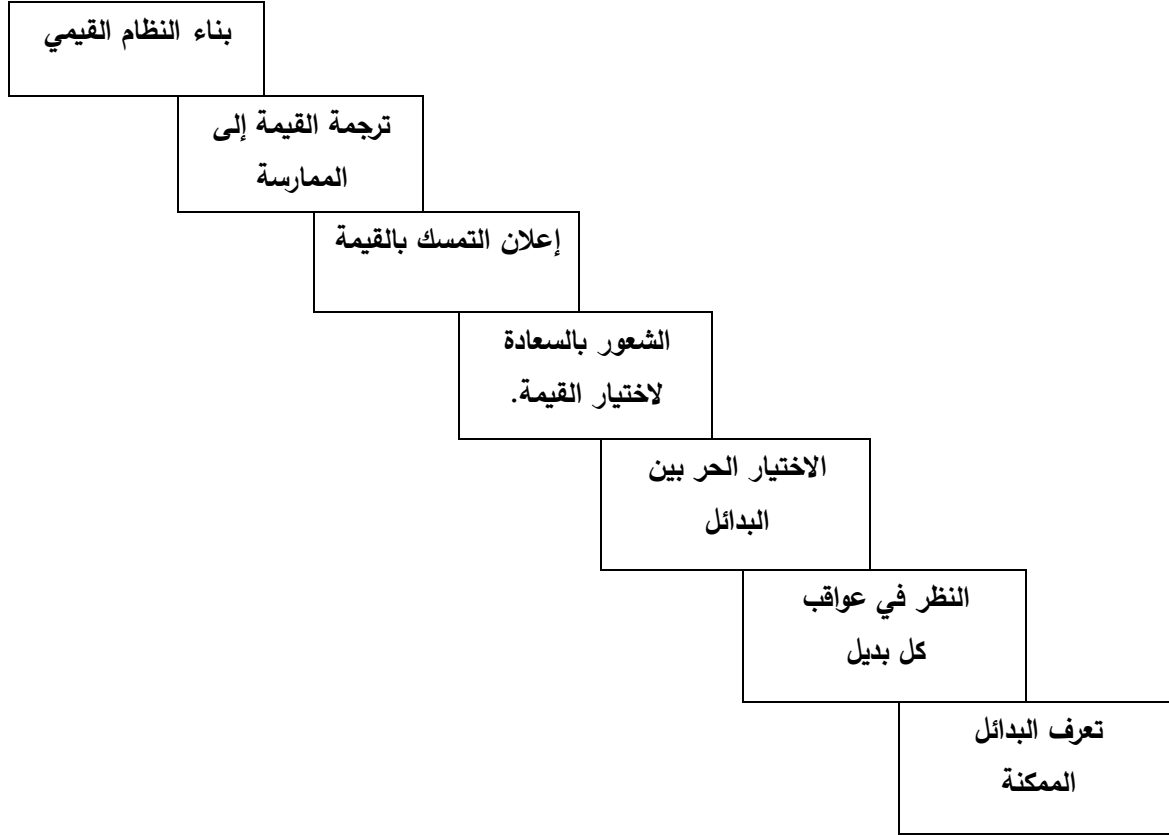 بناء النظام القيمي
ترجمة القيمة إلى
الممارسة
إعلان التمسك بالقيمة
الشعور بالسعادة
لاختيار القيمة.
الاختيار الحر بين
البدائل
النظر في عواقب
كل بديل
تعرف البدائل
الممكنة